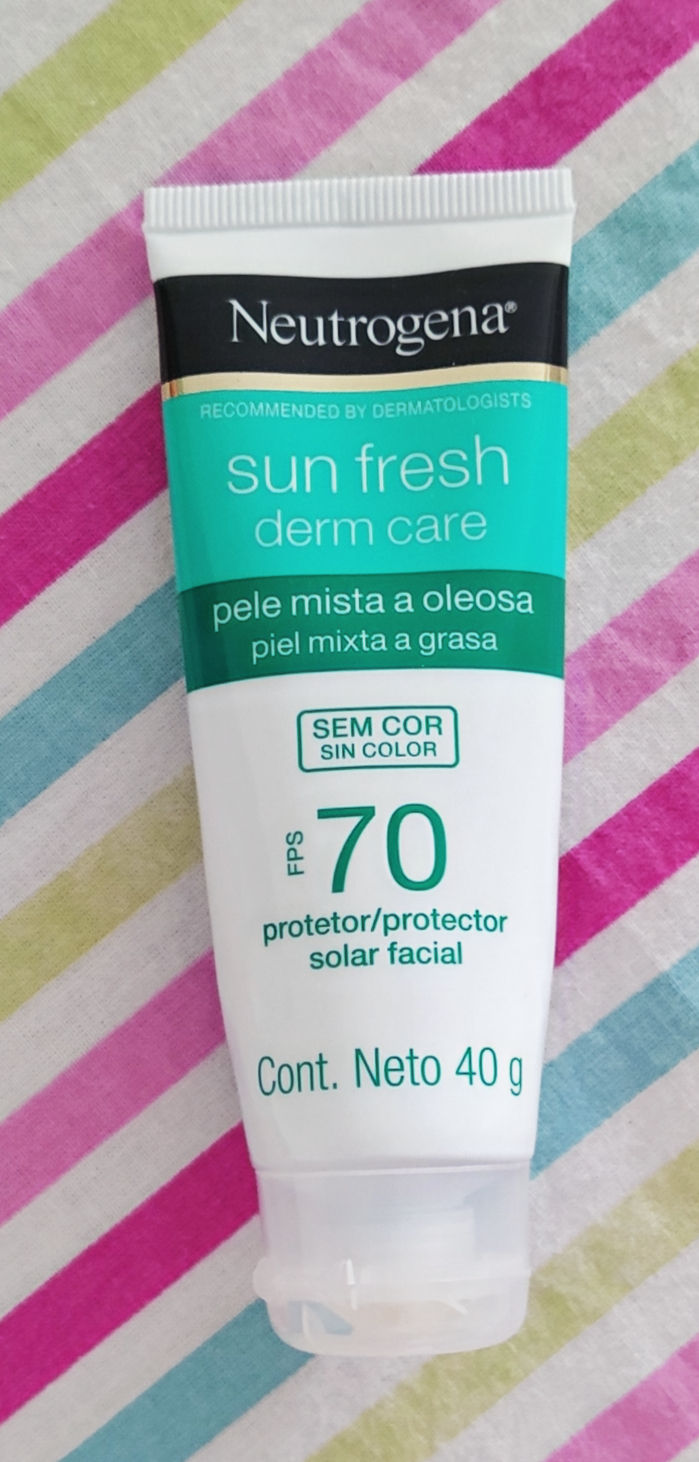 Neutrogena®
RECOMMENDED BY DERMATOLOGISTS
sun fresh
derm care
pele mista a oleosa
piel mixta a grasa
SEM COR
SIN COLOR
FPS 70
protetor/protector
solar facial
Cont. Neto 40 g